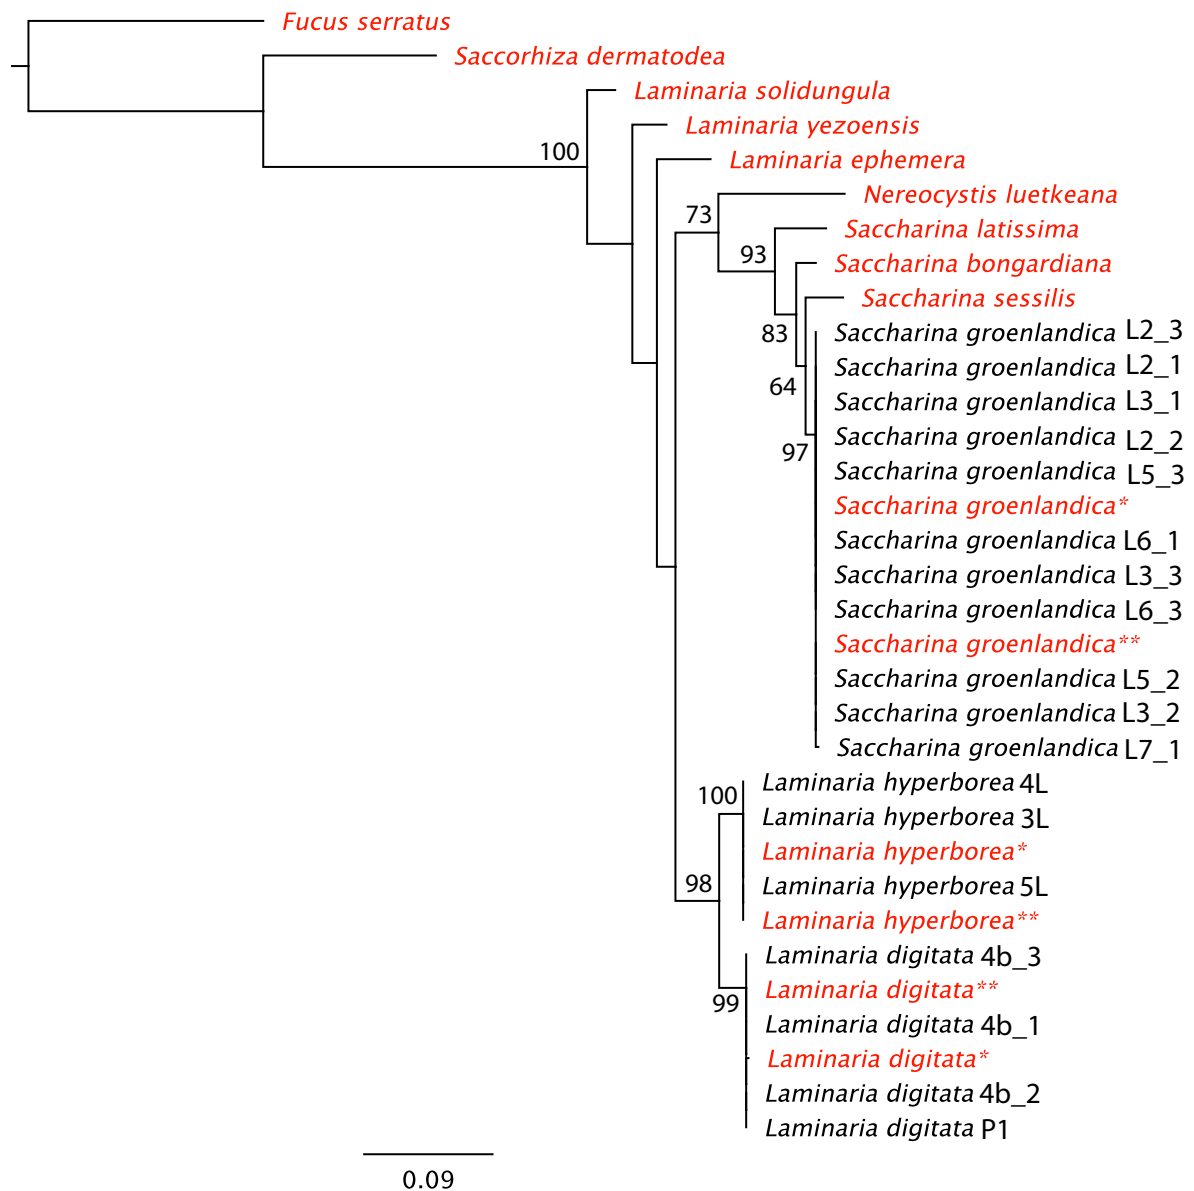 Fucus serratus
Saccorhiza dermatodea
Laminaria solidungula
Laminaria yezoensis
100
Laminaria ephemera
Nereocystis luetkeana
73
Saccharina latissima
93
Saccharina bongardiana
Saccharina sessilis
83
Saccharina groenlandica L2_3
Saccharina groenlandica L2_1
64
Saccharina groenlandica L3_1
Saccharina groenlandica L2_2
97
Saccharina groenlandica L5_3
Saccharina groenlandica*
Saccharina groenlandica L6_1
Saccharina groenlandica L3_3
Saccharina groenlandica L6_3
Saccharina groenlandica**
Saccharina groenlandica L5_2
Saccharina groenlandica L3_2
Saccharina groenlandica L7_1
Laminaria hyperborea 4L
100
Laminaria hyperborea 3L
Laminaria hyperborea*
98
Laminaria hyperborea 5L
Laminaria hyperborea**
Laminaria digitata 4b_3
Laminaria digitata**
99
Laminaria digitata 4b_1
Laminaria digitata*
Laminaria digitata 4b_2
Laminaria digitata P1
0.09